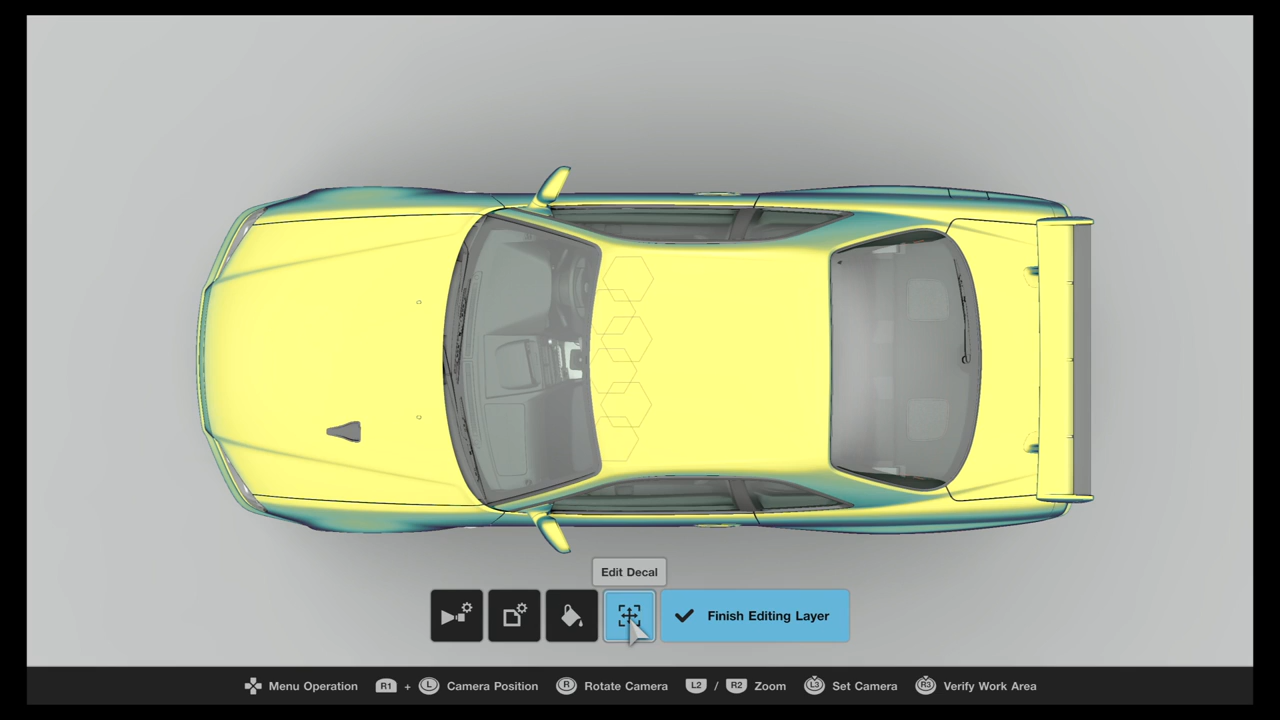 Edit Decal
Finish Editing Layer
Menu Operation R1 + L Camera Position R Rotate Camera L2 / R2 Zoom L3 Set Camera R3 Verify Work Area